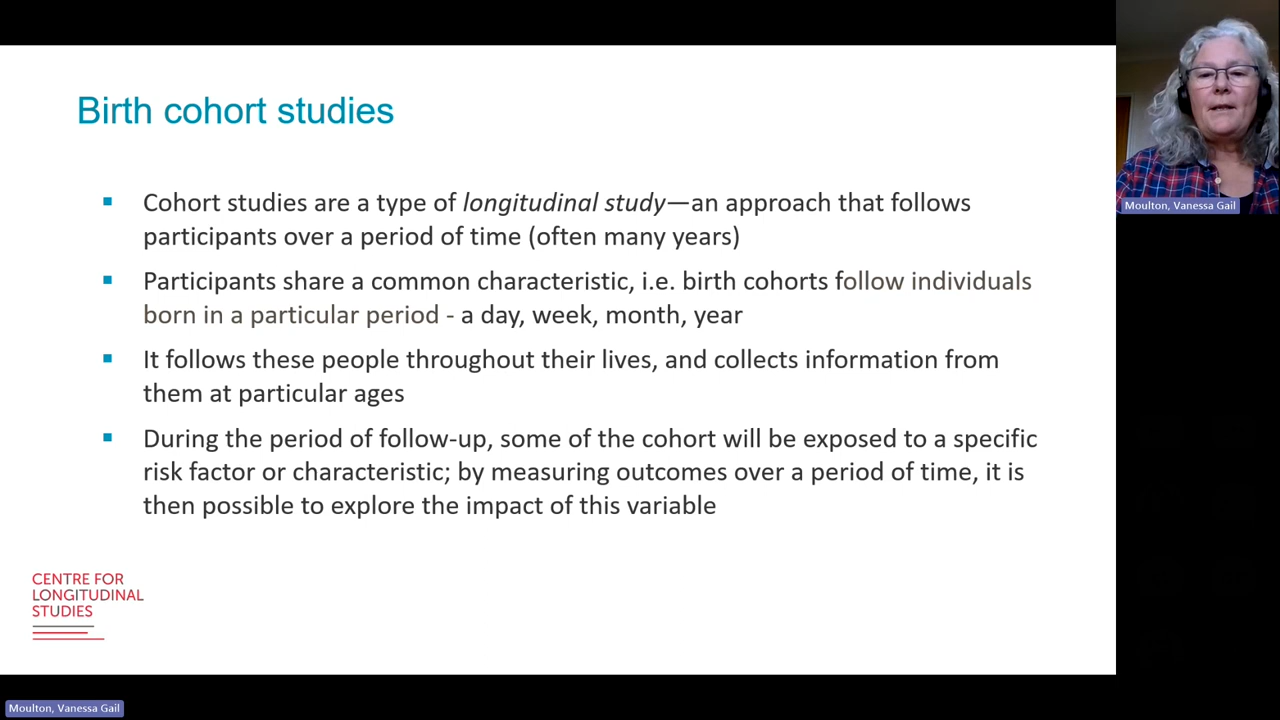 Birth cohort studies
▪ Cohort studies are a type of longitudinal study—an approach that follows
participants over a period of time (often many years)
▪ Participants share a common characteristic, i.e. birth cohorts follow individuals
born in a particular period - a day, week, month, year
▪ It follows these people throughout their lives, and collects information from
them at particular ages
▪ During the period of follow-up, some of the cohort will be exposed to a specific
risk factor or characteristic; by measuring outcomes over a period of time, it is
then possible to explore the impact of this variable
CENTRE FOR
LONGITUDINAL
STUDIES
Moulton, Vanessa Gail
Moulton, Vanessa Gail